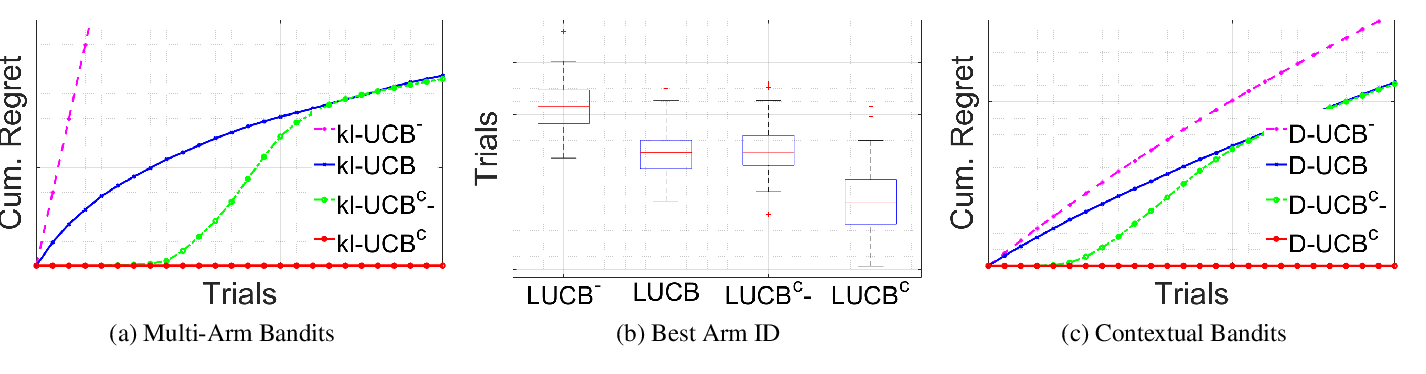 Cum. Regret
kl-UCB⁻
kl-UCB
kl-UCBᶜ-
kl-UCBᶜ
Trials
(a) Multi-Arm Bandits
Trials
LUCB⁻
LUCB
LUCBᶜ-
LUCBᶜ
(b) Best Arm ID
Cum. Regret
D-UCB⁻
D-UCB
D-UCBᶜ-
D-UCBᶜ
Trials
(c) Contextual Bandits